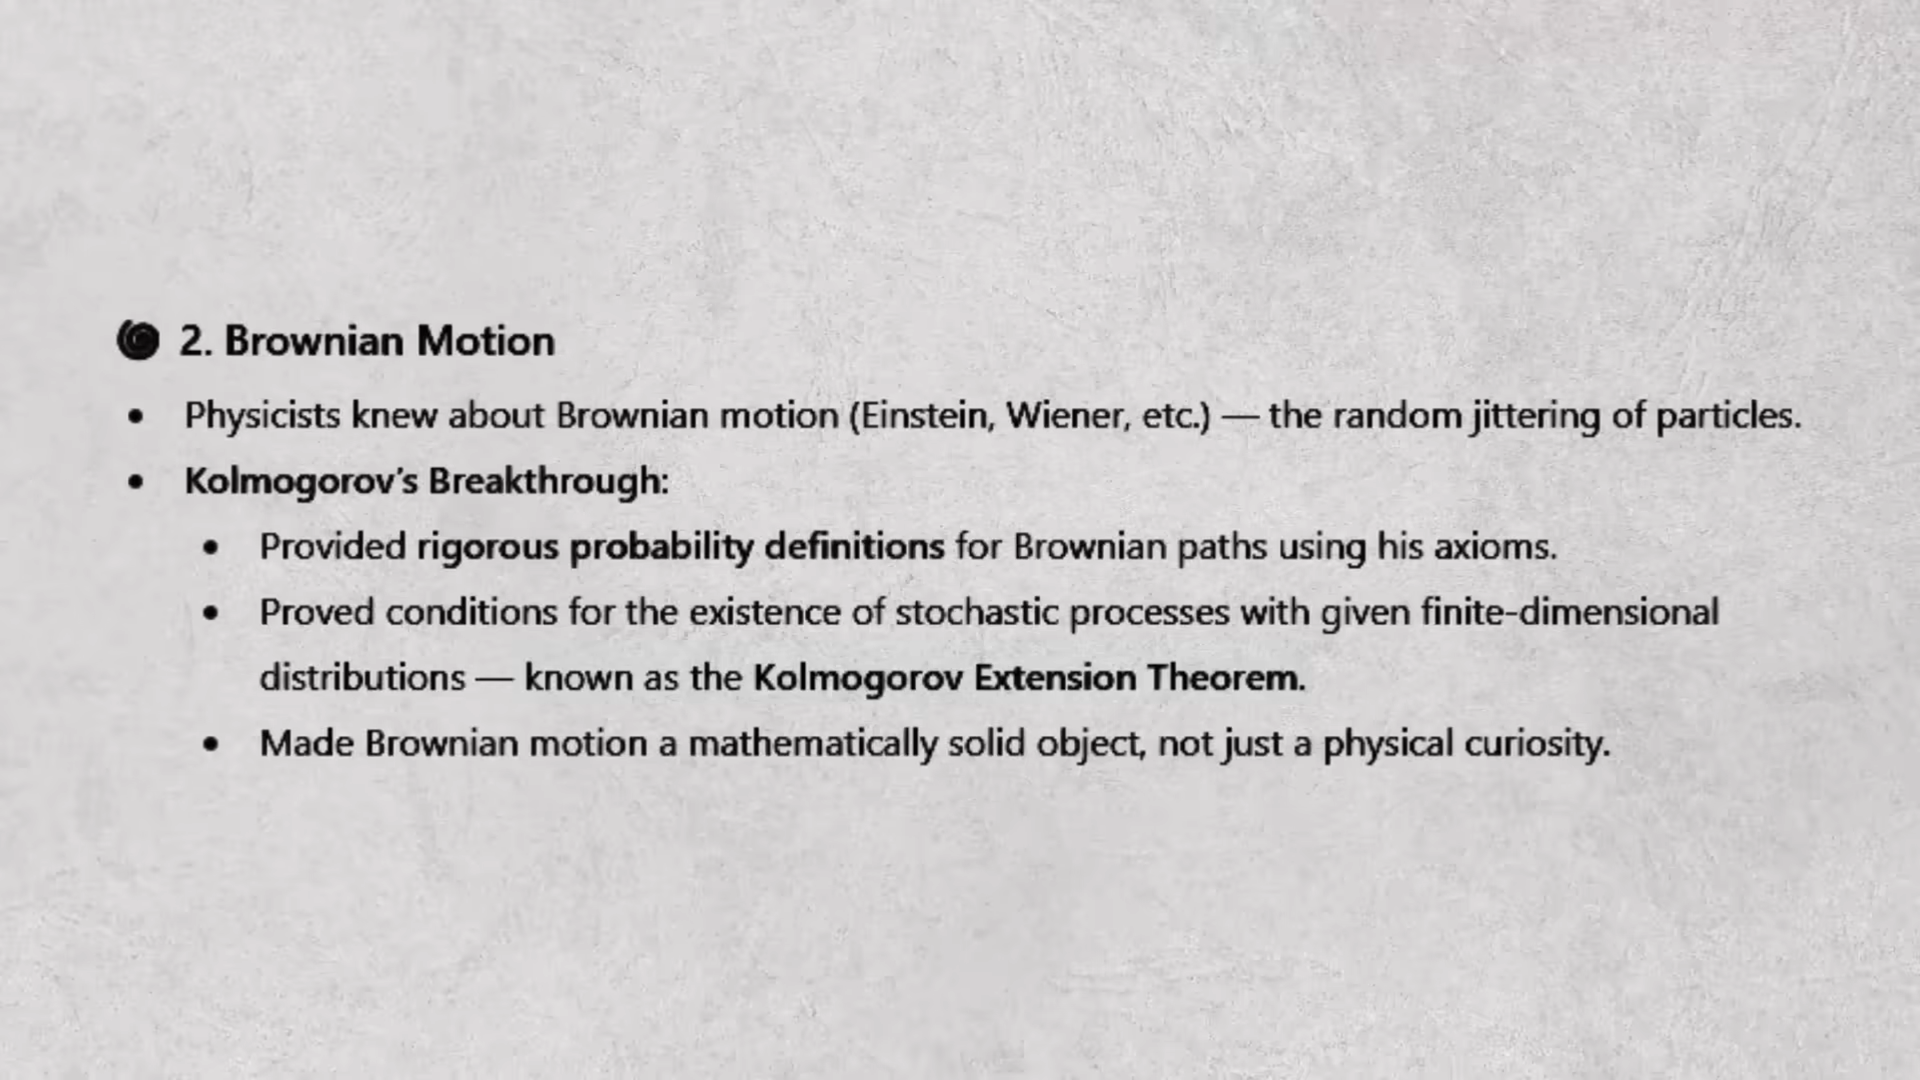 2. Brownian Motion
• Physicists knew about Brownian motion (Einstein, Wiener, etc.) — the random jittering of particles.
• Kolmogorov's Breakthrough:
• Provided rigorous probability definitions for Brownian paths using his axioms.
• Proved conditions for the existence of stochastic processes with given finite-dimensional
distributions — known as the Kolmogorov Extension Theorem.
• Made Brownian motion a mathematically solid object, not just a physical curiosity.